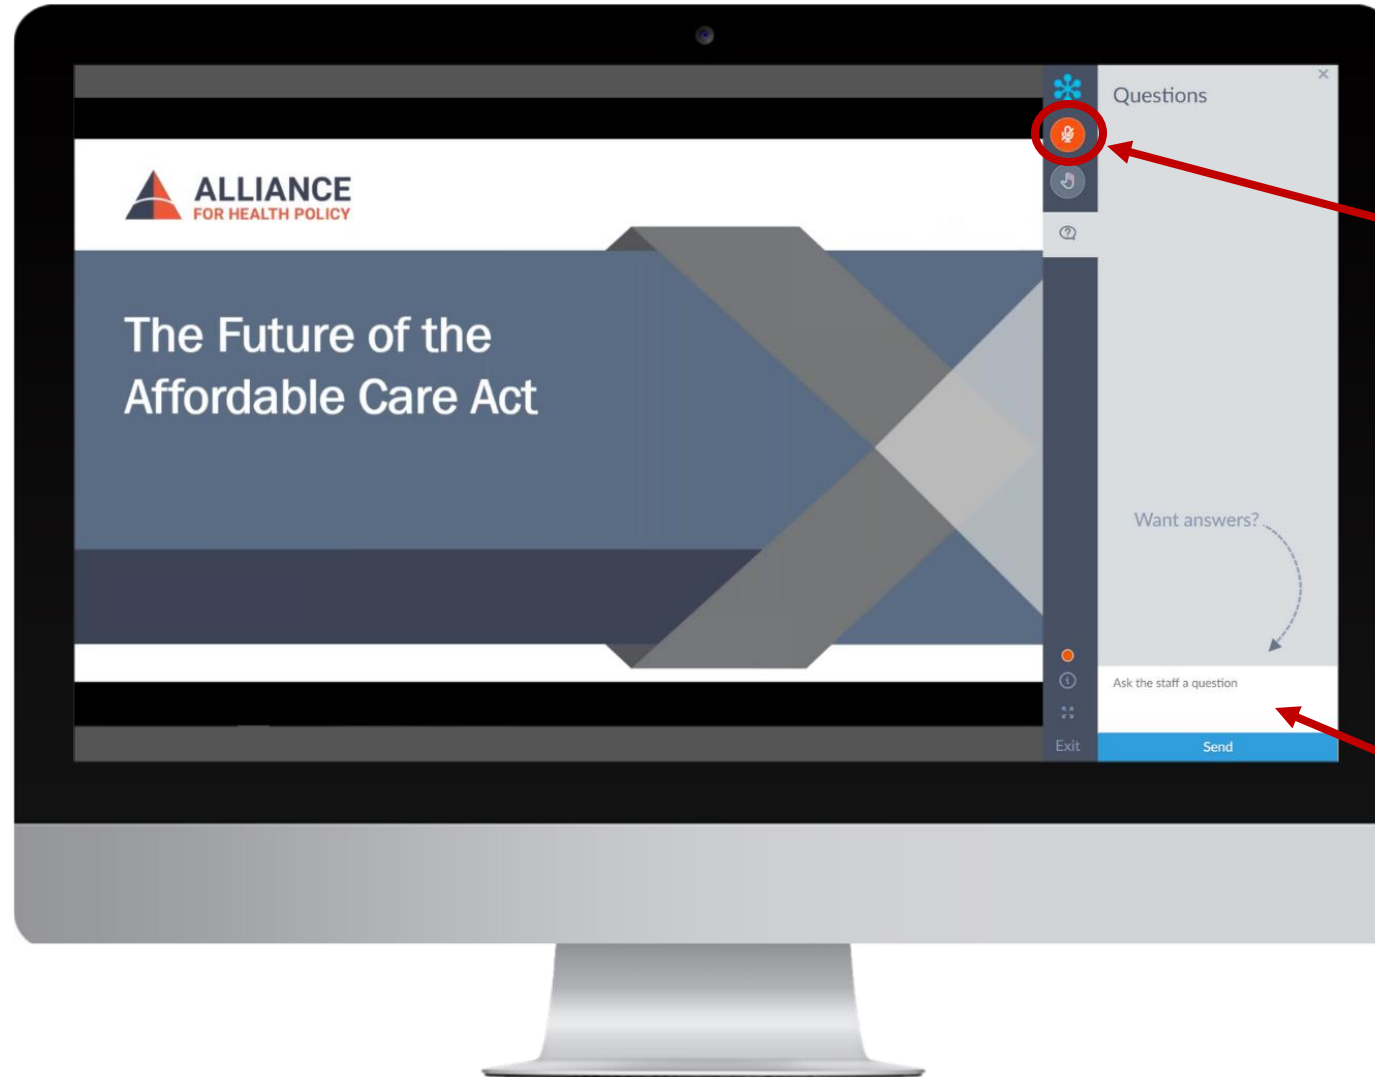 ALLIANCE
FOR HEALTH POLICY
The Future of the
Affordable Care Act
Questions
Want answers?
Ask the staff a question
Exit
Send